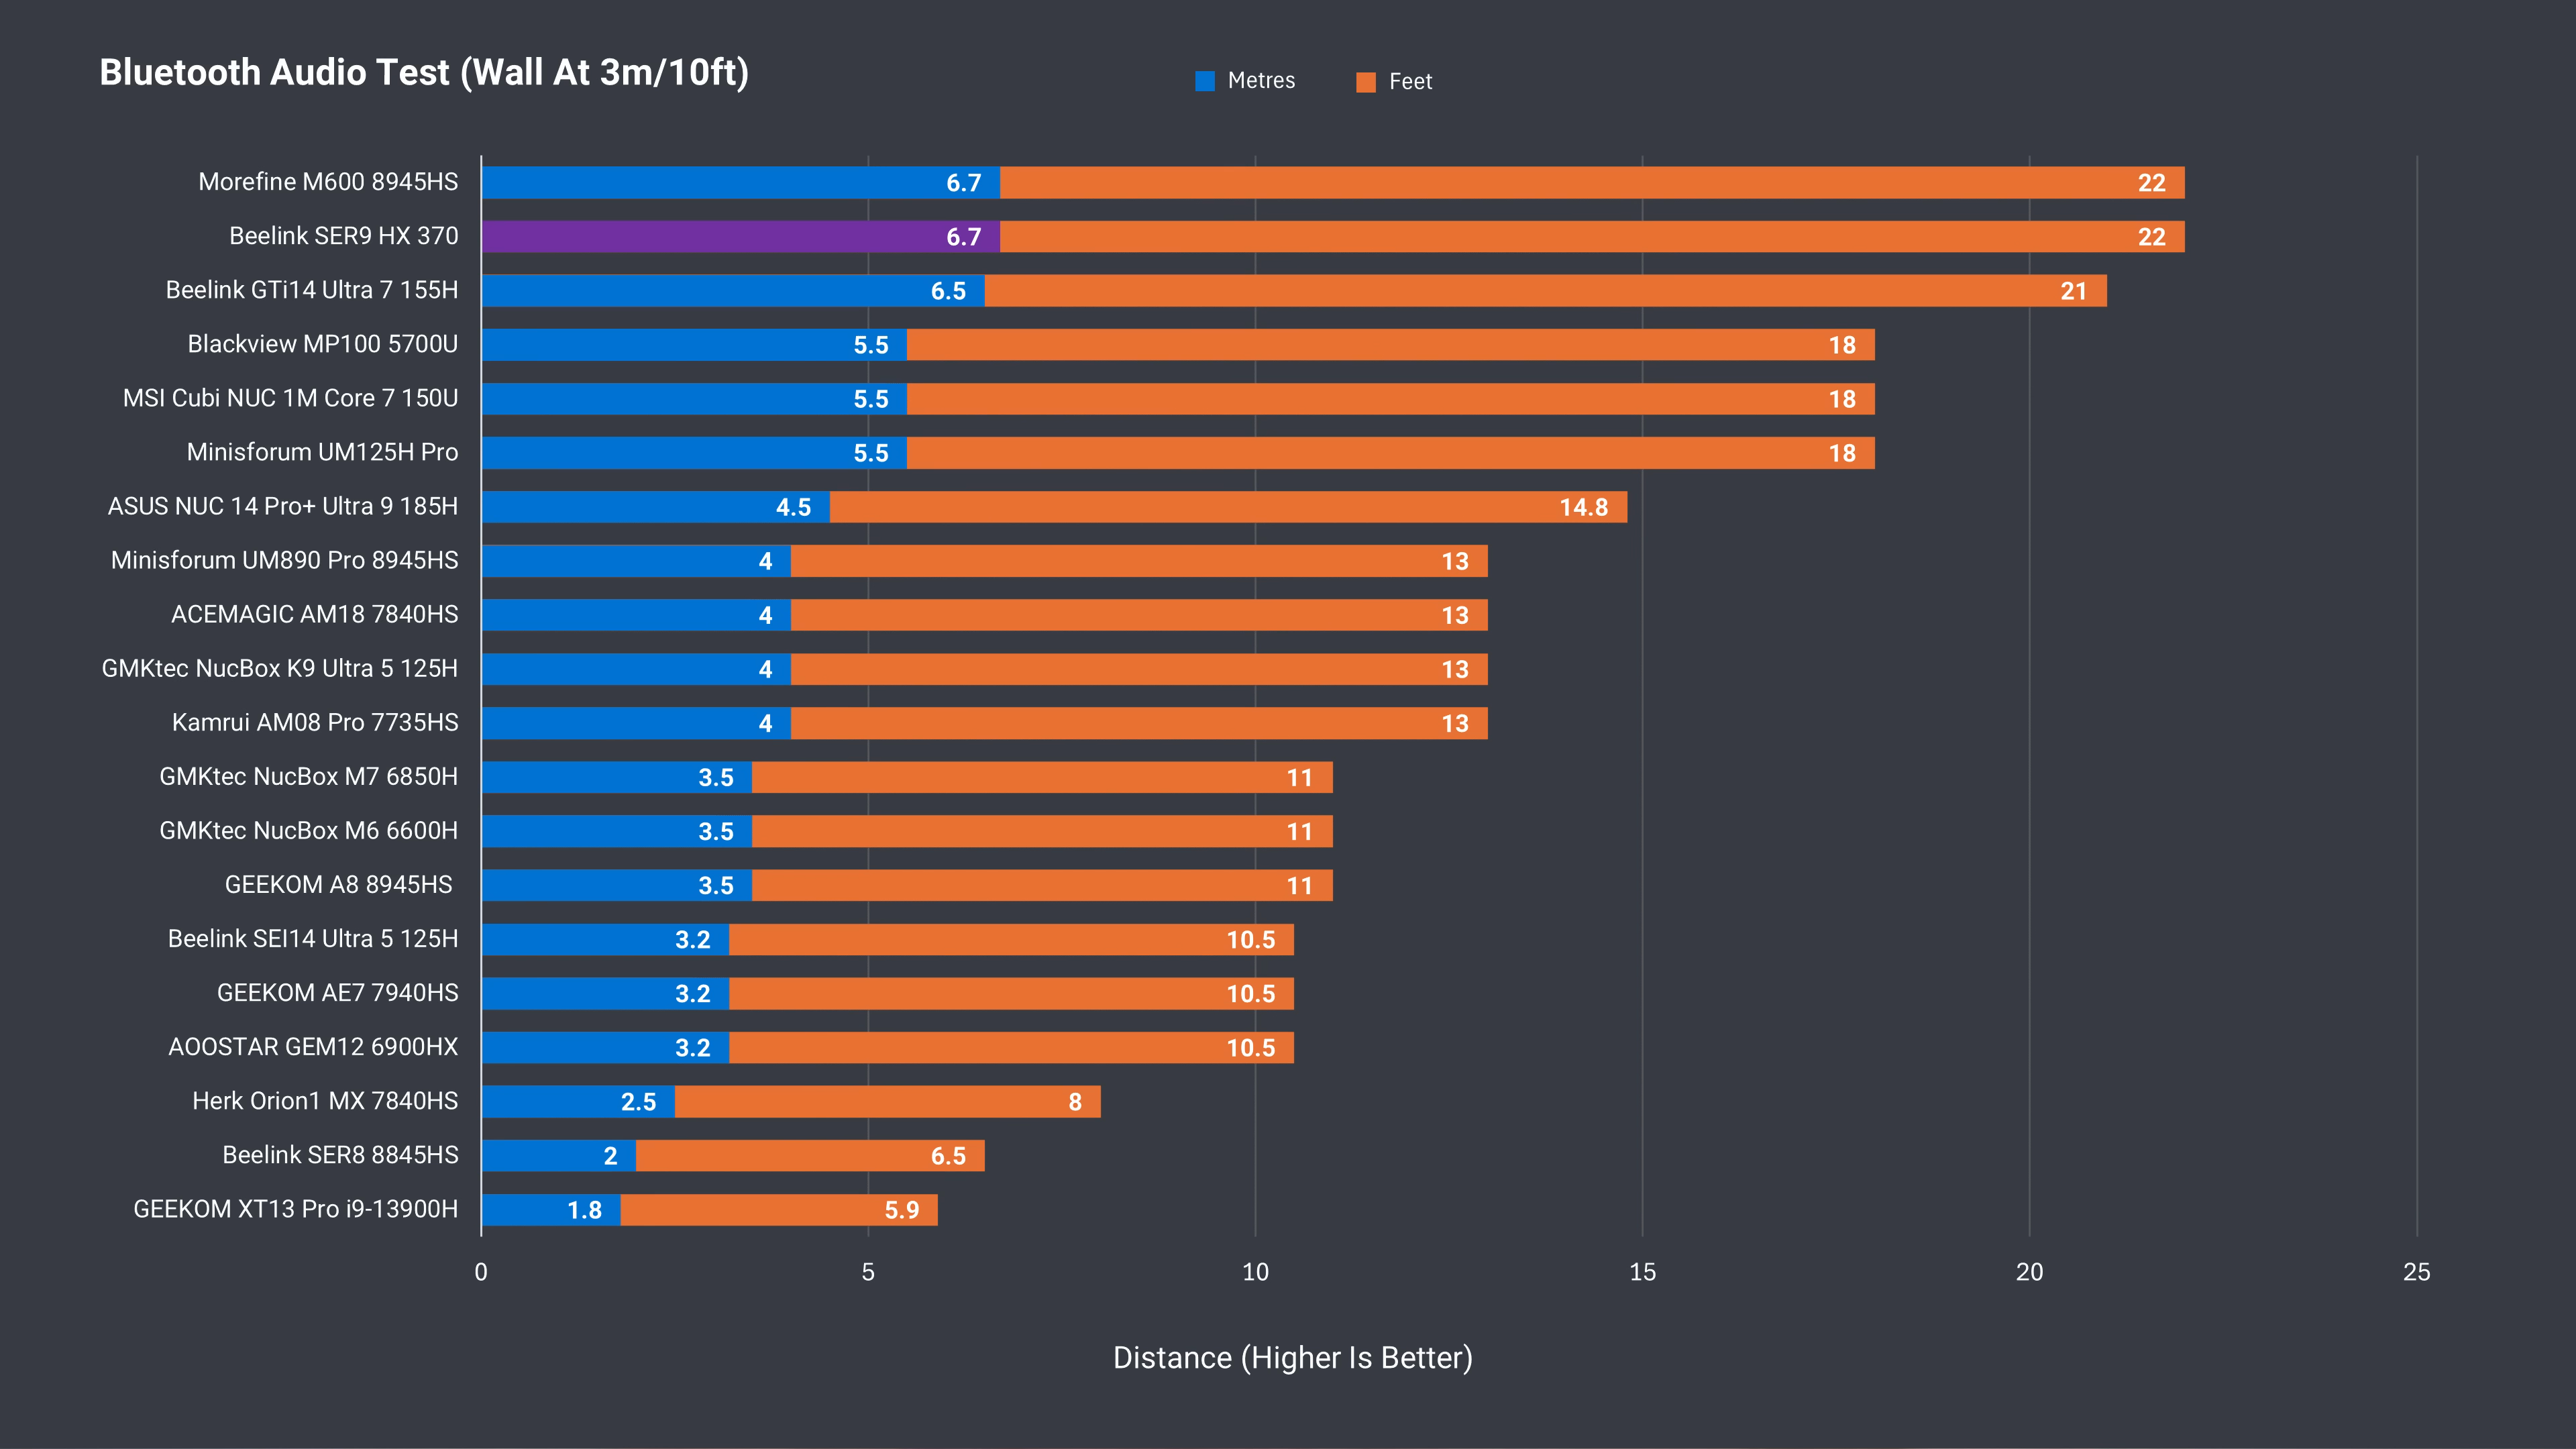 Bluetooth Audio Test (Wall At 3m/10ft)
Metres Feet
Morefine M600 8945HS 6.7 22
Beelink SER9 HX 370 6.7 22
Beelink GTi14 Ultra 7 155H 6.5 21
Blackview MP100 5700U 5.5 18
MSI Cubi NUC 1M Core 7 150U 5.5 18
Minisforum UM125H Pro 5.5 18
ASUS NUC 14 Pro+ Ultra 9 185H 4.5 14.8
Minisforum UM890 Pro 8945HS 4 13
ACEMAGIC AM18 7840HS 4 13
GMKtec NucBox K9 Ultra 5 125H 4 13
Kamrui AM08 Pro 7735HS 4 13
GMKtec NucBox M7 6850H 3.5 11
GMKtec NucBox M6 6600H 3.5 11
GEEKOM A8 8945HS 3.5 11
Beelink SEI14 Ultra 5 125H 3.2 10.5
GEEKOM AE7 7940HS 3.2 10.5
AOOSTAR GEM12 6900HX 3.2 10.5
Herk Orion1 MX 7840HS 2.5 8
Beelink SER8 8845HS 2 6.5
GEEKOM XT13 Pro i9-13900H 1.8 5.9
0 5 10 15 20 25
Distance (Higher Is Better)